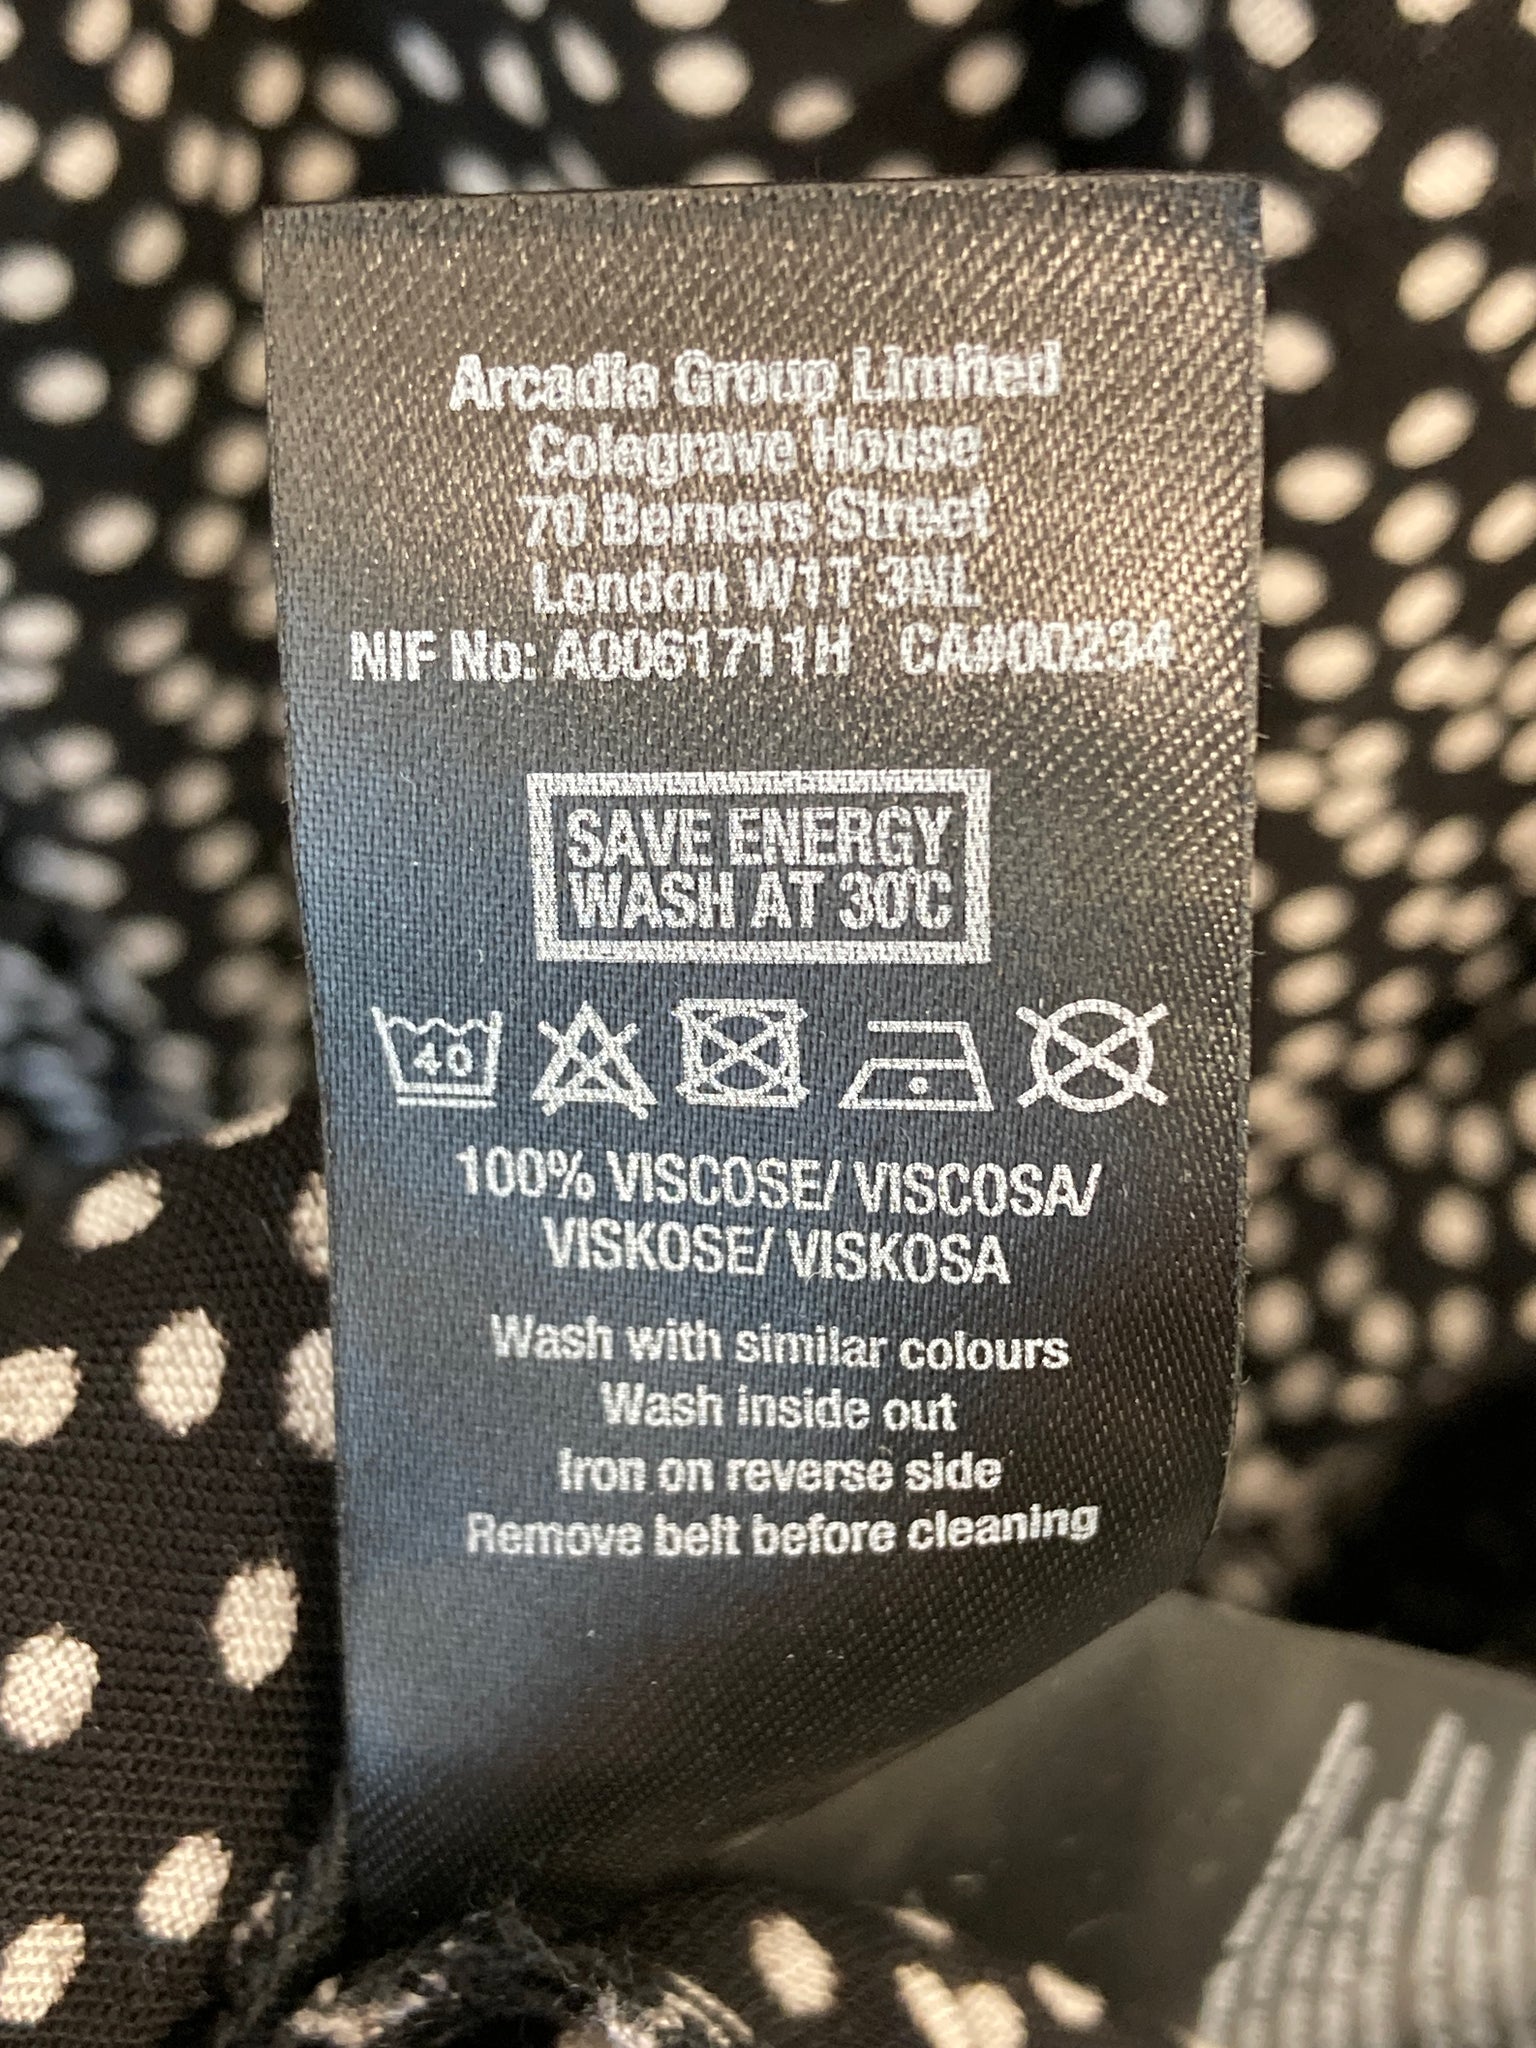 Arcadia Group Limited
Colegrave House
70 Berners Street
London W1T 3NL
NIF No: A0061711H CA#00234
SAVE ENERGY
WASH AT 30°C
40
100% VISCOSE/ VISCOSA/
VISKOSE/ VISKOSA
Wash with similar colours
Wash inside out
Iron on reverse side
Remove belt before cleaning